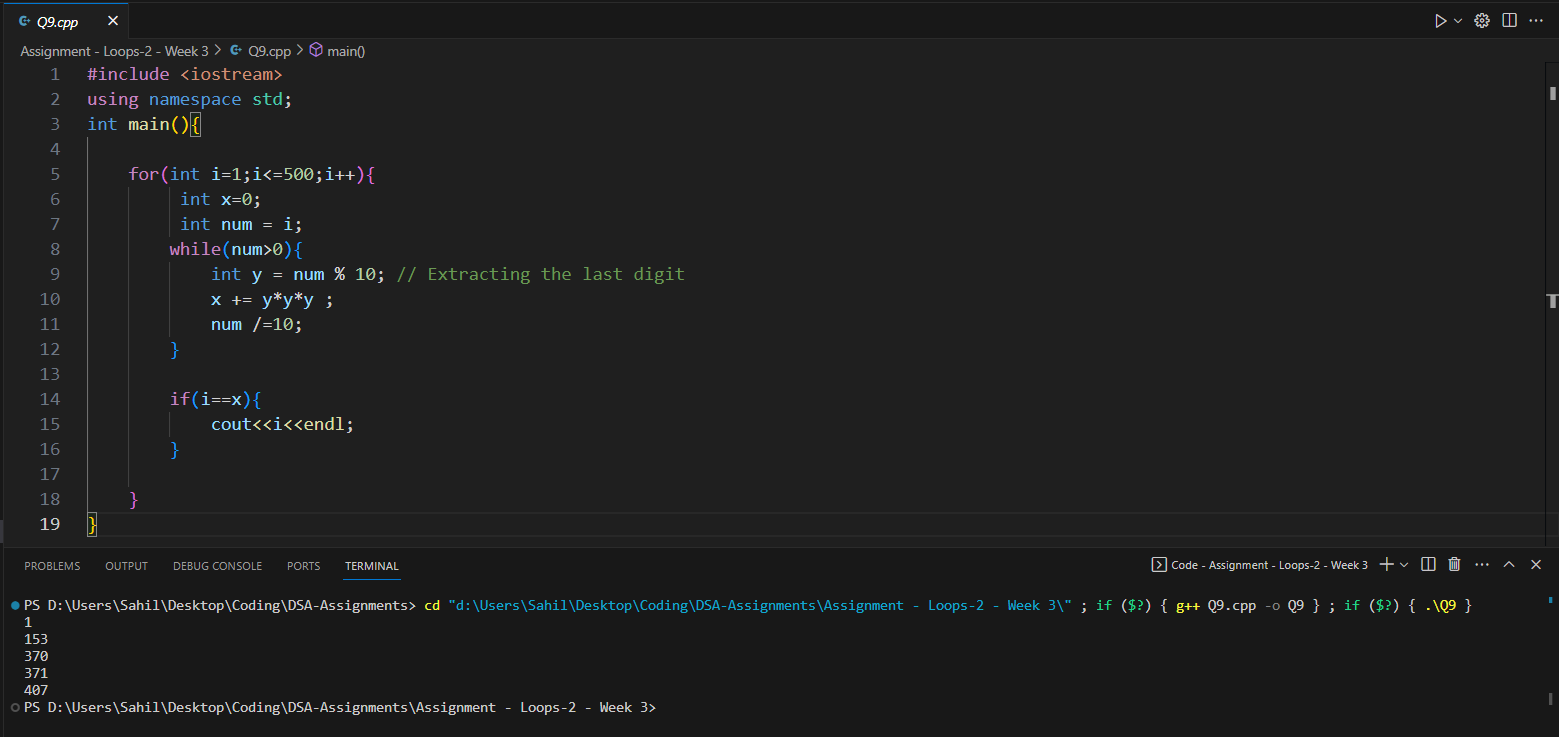 Q9.cpp
Assignment - Loops-2 - Week 3 > Q9.cpp > main()
1 #include <iostream>
2 using namespace std;
3 int main(){
4
5 for(int i=1;i<=500;i++){
6 int x=0;
7 int num = i;
8 while(num>0){
9 int y = num % 10; // Extracting the last digit
10 x += y*y*y ;
11 num /=10;
12 }
13
14 if(i==x){
15 cout<<i<<endl;
16 }
17
18 }
19 }
PROBLEMS OUTPUT DEBUG CONSOLE PORTS TERMINAL Code - Assignment - Loops-2 - Week 3
PS D:\Users\Sahil\Desktop\Coding\DSA-Assignments> cd "d:\Users\Sahil\Desktop\Coding\DSA-Assignments\Assignment - Loops-2 - Week 3\" ; if ($?) { g++ Q9.cpp -o Q9 } ; if ($?) { .\Q9 }
1
153
370
371
407
PS D:\Users\Sahil\Desktop\Coding\DSA-Assignments\Assignment - Loops-2 - Week 3>